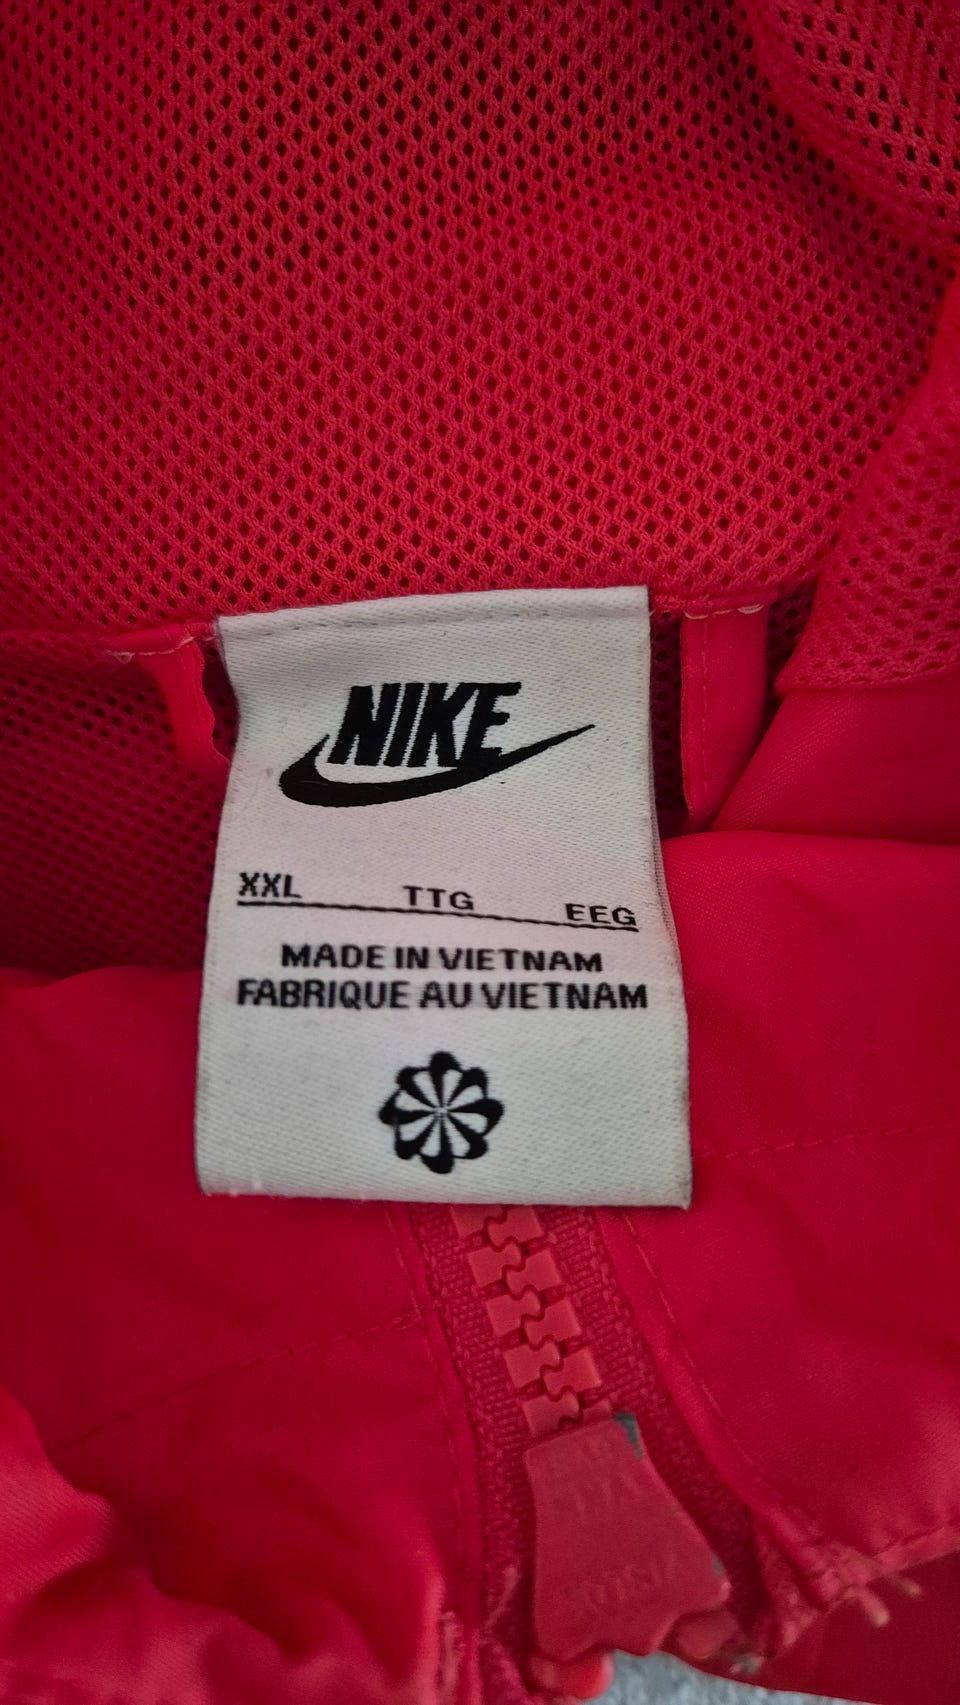 NIKE
XXL TTG EEG
MADE IN VIETNAM
FABRIQUE AU VIETNAM